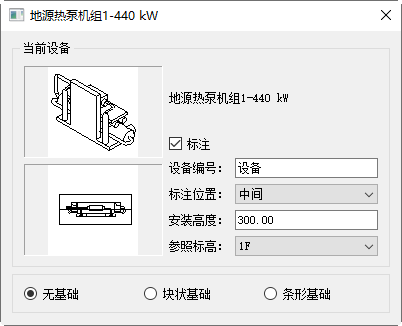 地源热泵机组1-440 kW
当前设备
地源热泵机组1-440 kW
标注
设备编号： 设备
标注位置： 中间
安装高度： 300.00
参照标高： 1F
无基础 块状基础 条形基础